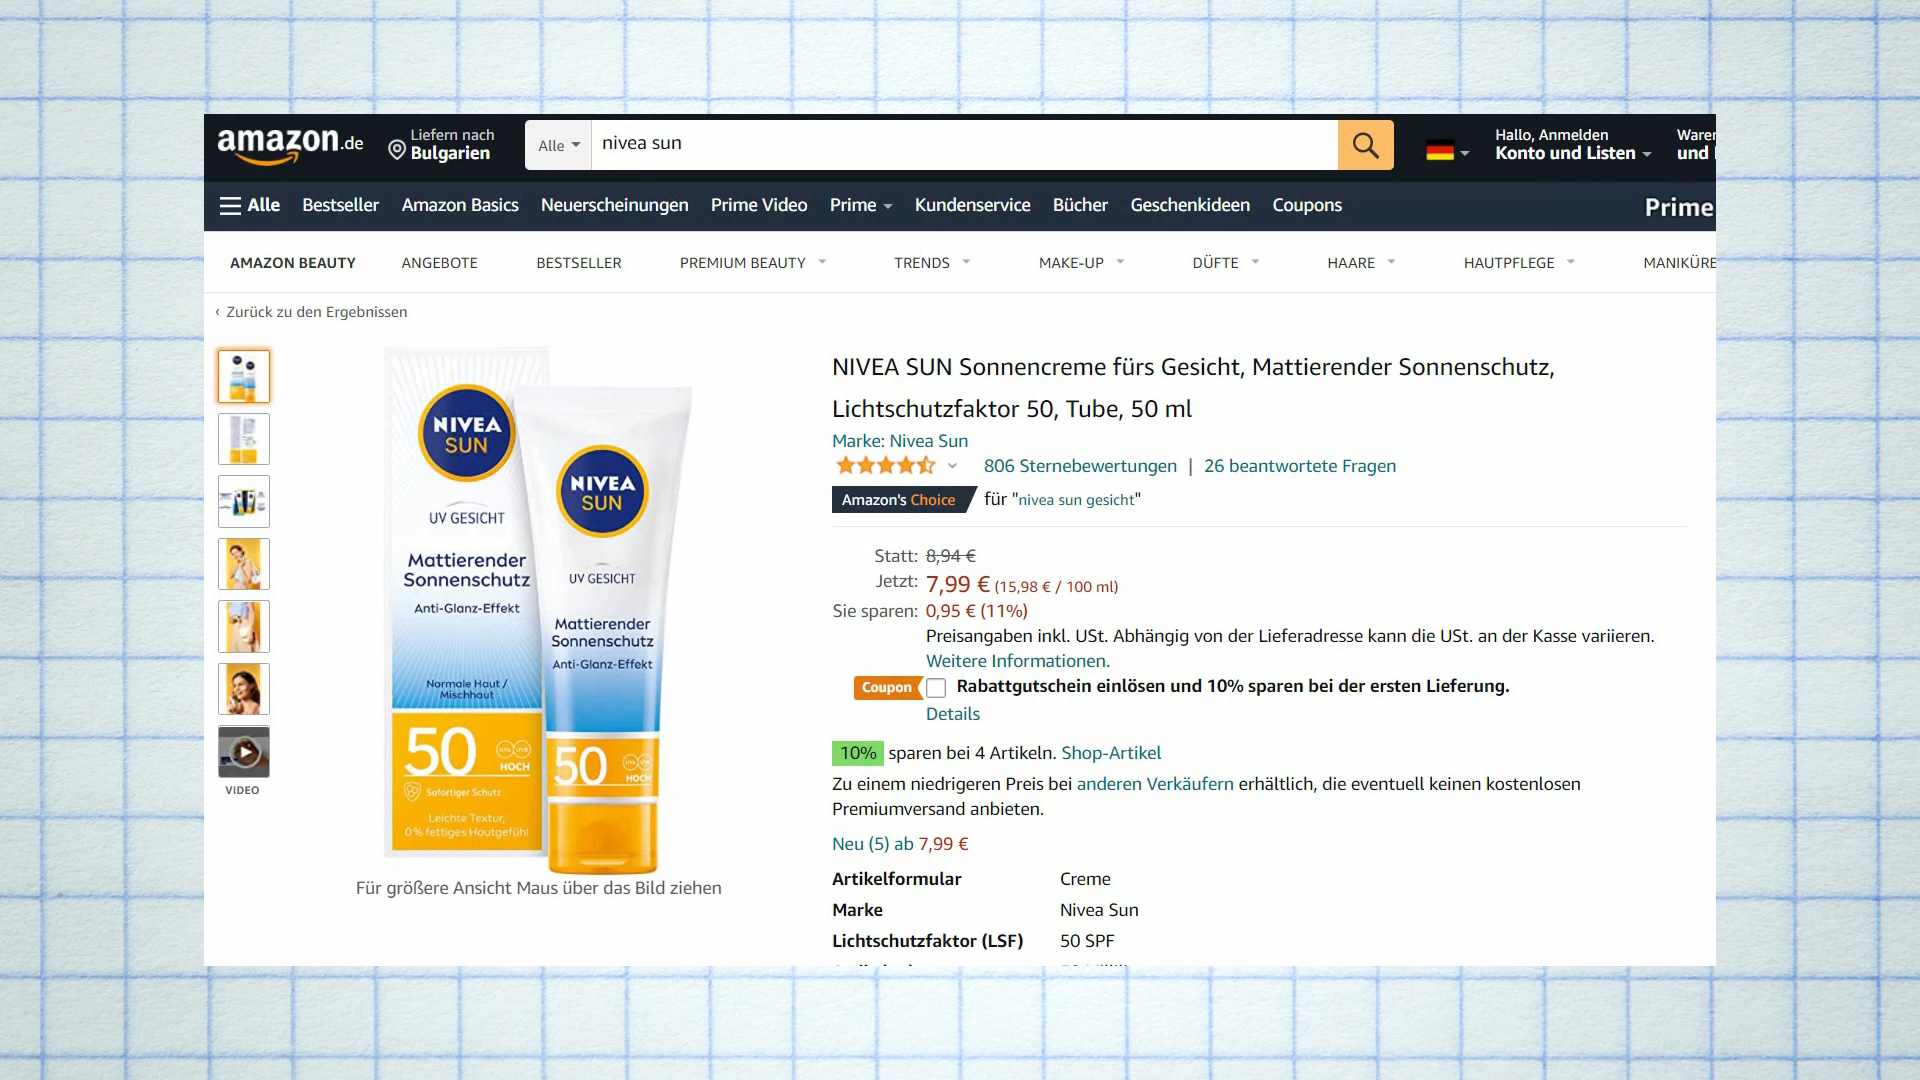 amazon.de
Liefern nach
Bulgarien
Alle
nivea sun
Hallo, Anmelden
Konto und Listen
und
Alle
Bestseller
Amazon Basics
Neuerscheinungen
Prime Video
Prime
Kundenservice
Bücher
Geschenkideen
Coupons
Prime
AMAZON BEAUTY
ANGEBOTE
BESTSELLER
PREMIUM BEAUTY
TRENDS
MAKE-UP
DÜFTE
HAARE
HAUTPFLEGE
MANIKÜRE
‹ Zurück zu den Ergebnissen
VIDEO
NIVEA
SUN
UV GESICHT
Mattierender
Sonnenschutz
Anti-Glanz-Effekt
Normale Haut /
Mischhaut
50
UVA UVB
HOCH
Sofortiger Schutz
Leichte Textur,
0% fettiges Hautgefühl
NIVEA
SUN
UV GESICHT
Mattierender
Sonnenschutz
Anti-Glanz-Effekt
50
HOCH
Für größere Ansicht Maus über das Bild ziehen
NIVEA SUN Sonnencreme fürs Gesicht, Mattierender Sonnenschutz,
Lichtschutzfaktor 50, Tube, 50 ml
Marke: Nivea Sun
806 Sternebewertungen | 26 beantwortete Fragen
Amazon's Choice für "nivea sun gesicht"
Statt: 8,94 €
Jetzt: 7,99 € (15,98 € / 100 ml)
Sie sparen: 0,95 € (11%)
Preisangaben inkl. USt. Abhängig von der Lieferadresse kann die USt. an der Kasse variieren.
Weitere Informationen.
Coupon Rabattgutschein einlösen und 10% sparen bei der ersten Lieferung.
Details
10% sparen bei 4 Artikeln. Shop-Artikel
Zu einem niedrigeren Preis bei anderen Verkäufern erhältlich, die eventuell keinen kostenlosen
Premiumversand anbieten.
Neu (5) ab 7,99 €
Artikelformular Creme
Marke Nivea Sun
Lichtschutzfaktor (LSF) 50 SPF